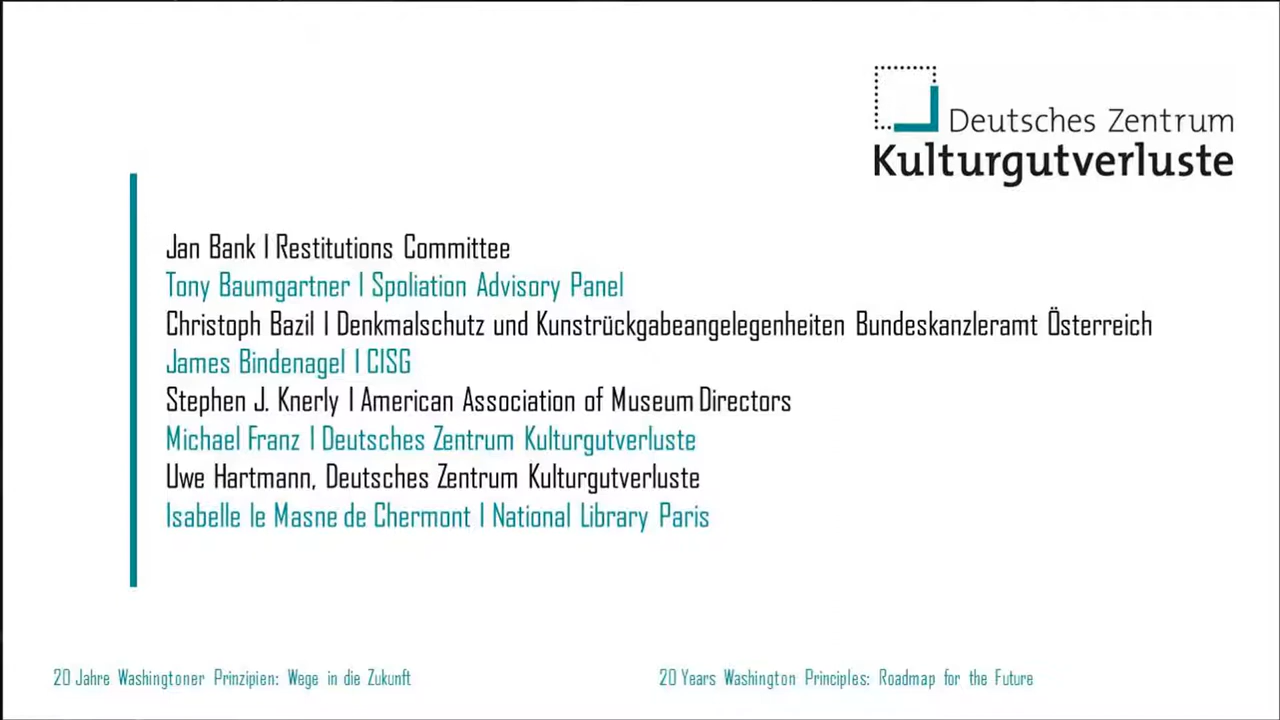 Deutsches Zentrum
Kulturgutverluste
Jan Bank | Restitutions Committee
Tony Baumgartner | Spoliation Advisory Panel
Christoph Bazil | Denkmalschutz und Kunstrückgabeangelegenheiten Bundeskanzleramt Österreich
James Bindenagel | CISG
Stephen J. Knerly | American Association of Museum Directors
Michael Franz | Deutsches Zentrum Kulturgutverluste
Uwe Hartmann, Deutsches Zentrum Kulturgutverluste
Isabelle le Masne de Chermont | National Library Paris
20 Jahre Washingtoner Prinzipien: Wege in die Zukunft
20 Years Washington Principles: Roadmap for the Future